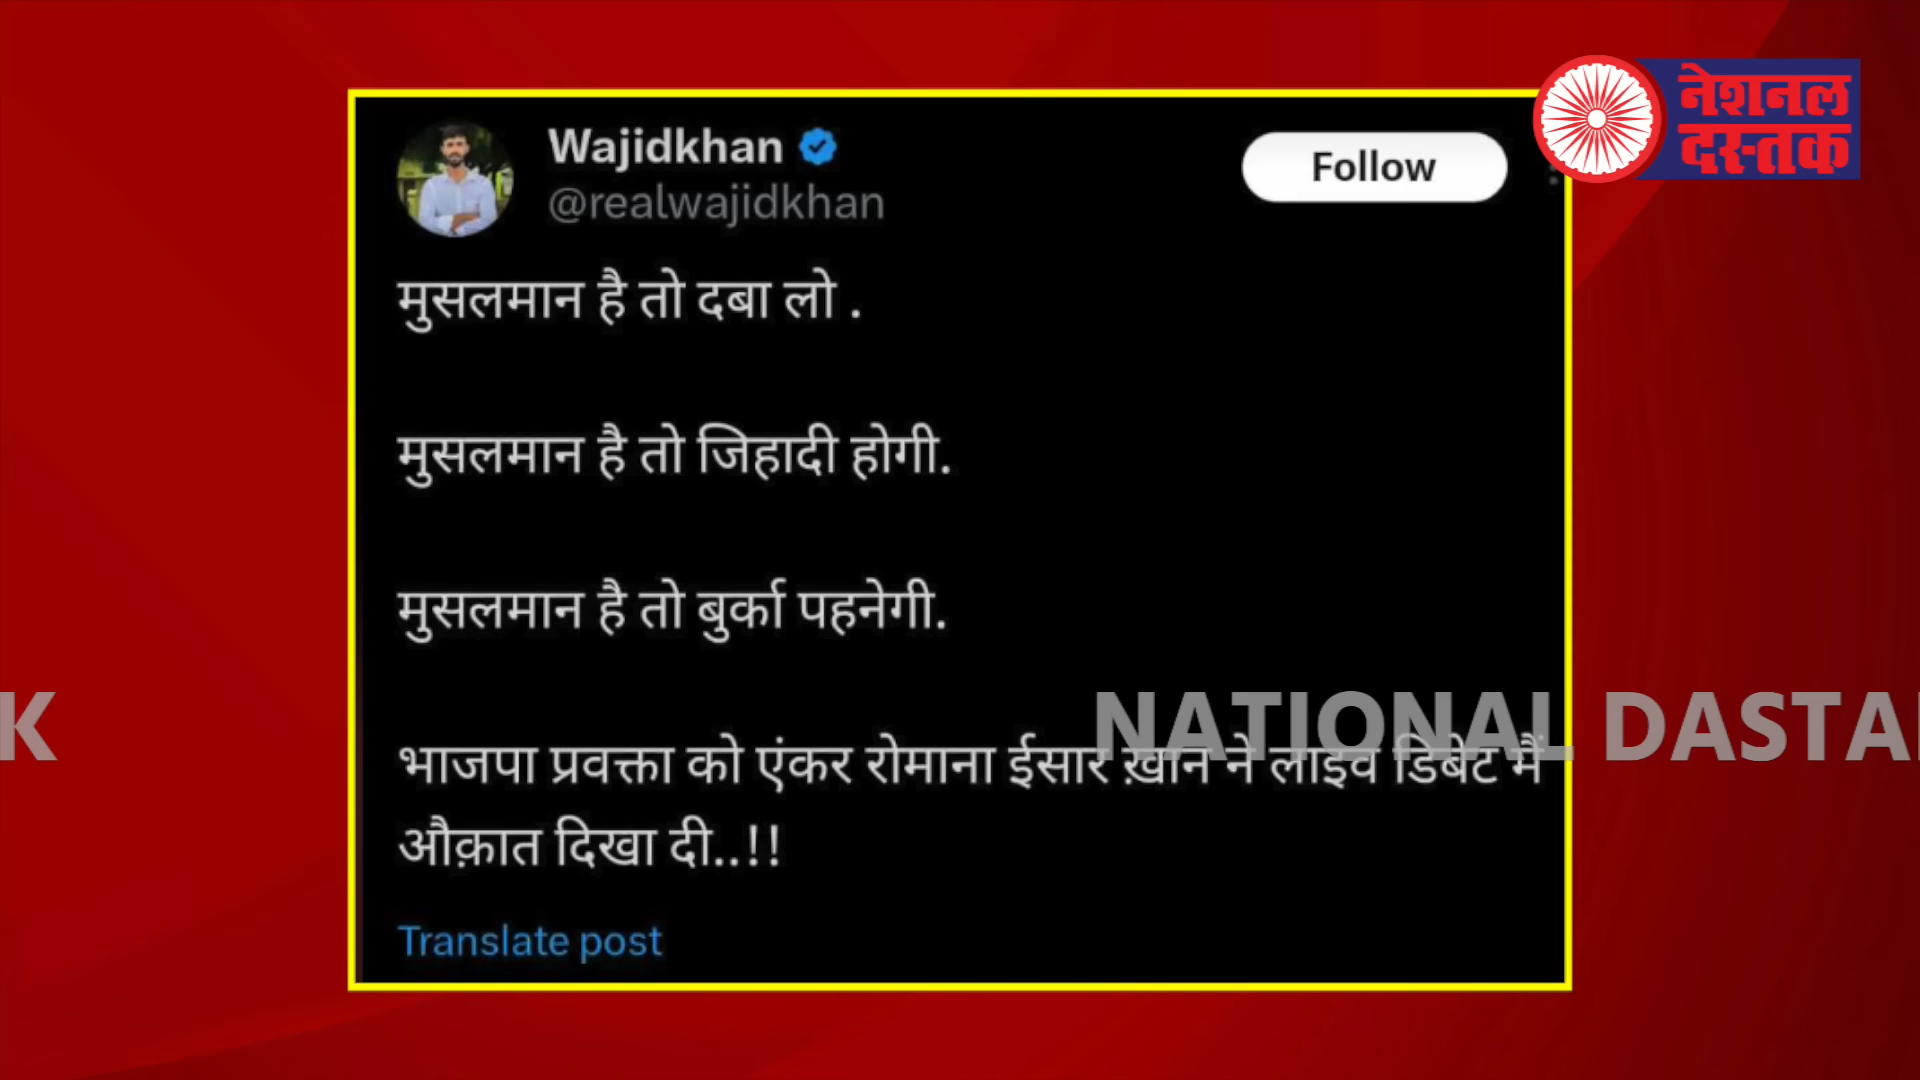 Wajidkhan
@realwajidkhan
Follow
नेशनल
दस्तक
मुसलमान है तो दबा लो .
मुसलमान है तो जिहादी होगी.
मुसलमान है तो बुर्का पहनेगी.
K
NATIONAL DASTA
भाजपा प्रवक्ता को एंकर रोमाना ईसार ख़ान ने लाइव डिबेट मैं
औक़ात दिखा दी..!!
Translate post